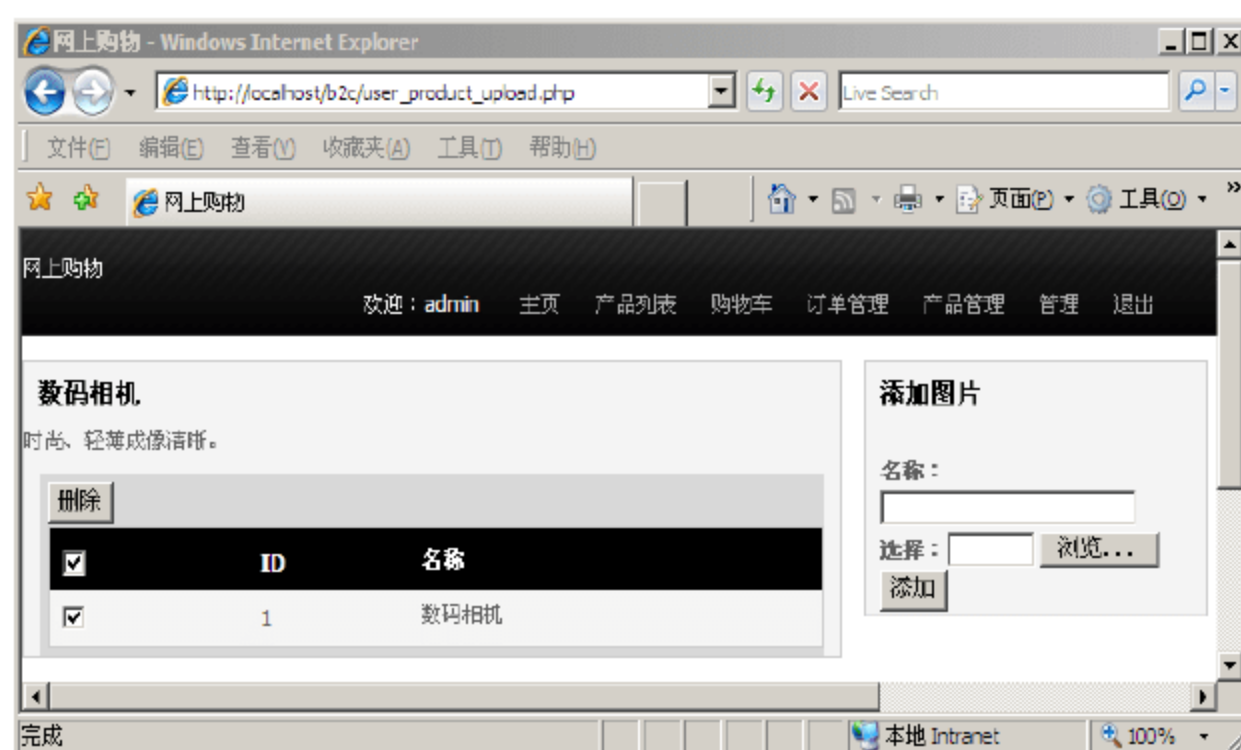 网上购物 - Windows Internet Explorer
http://localhost/b2c/user_product_upload.php
Live Search
文件(F) 编辑(E) 查看(V) 收藏夹(A) 工具(T) 帮助(H)
网上购物
页面(P) 工具(O) »
网上购物
欢迎：admin 主页 产品列表 购物车 订单管理 产品管理 管理 退出
数码相机
时尚、轻薄成像清晰。
删除
ID 名称
1 数码相机
添加图片
名称：
选择： 浏览...
添加
完成 本地 Intranet 100%